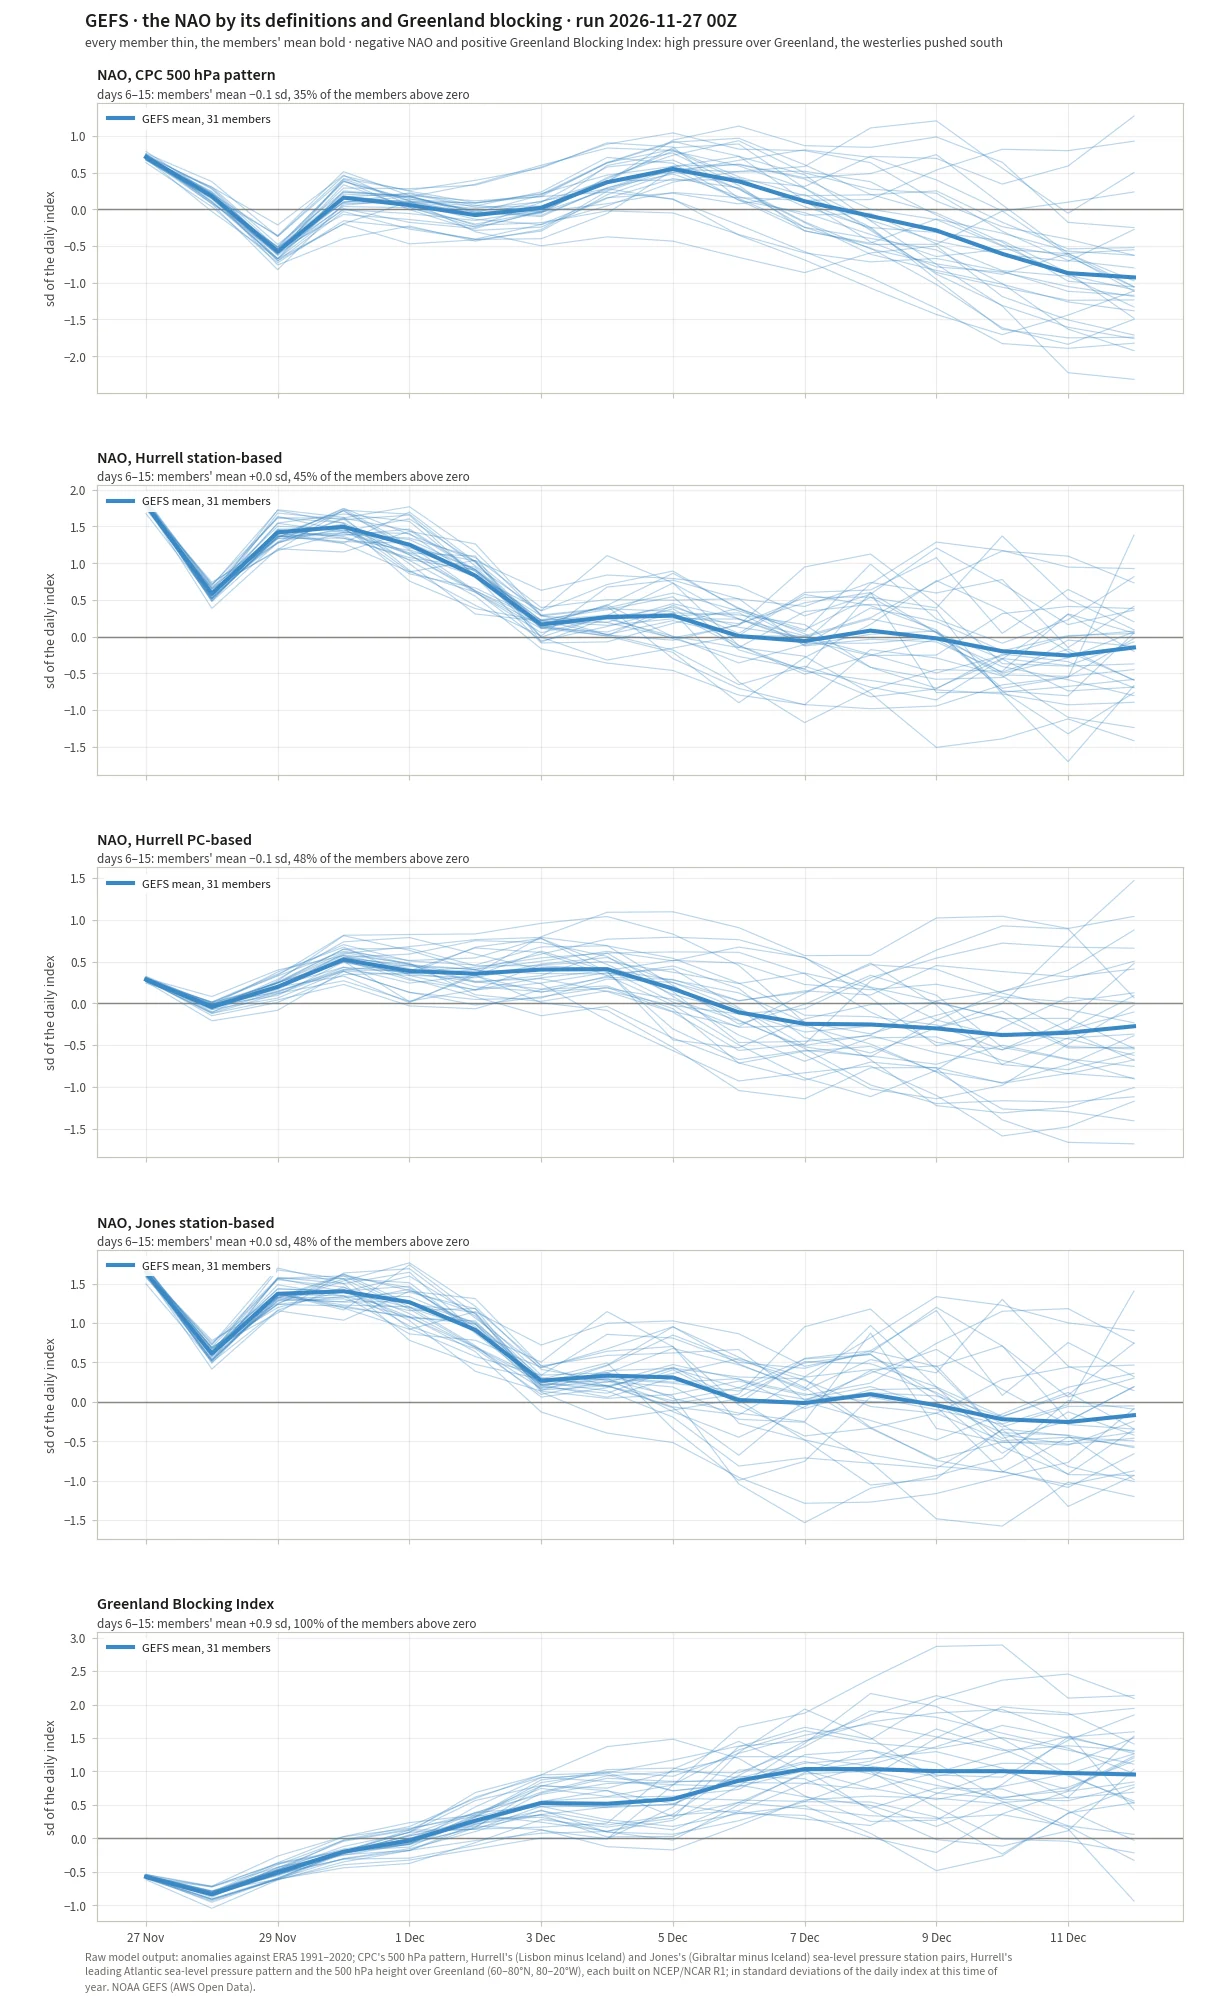 GEFS · the NAO by its definitions and Greenland blocking · run 2026-11-27 00Z
every member thin, the members' mean bold · negative NAO and positive Greenland Blocking Index: high pressure over Greenland, the westerlies pushed south
NAO, CPC 500 hPa pattern
days 6–15: members' mean −0.1 sd, 35% of the members above zero
GEFS mean, 31 members
1.0
0.5
0.0
−0.5
−1.0
−1.5
−2.0
sd of the daily index
NAO, Hurrell station-based
days 6–15: members' mean +0.0 sd, 45% of the members above zero
GEFS mean, 31 members
2.0
1.5
1.0
0.5
0.0
−0.5
−1.0
−1.5
sd of the daily index
NAO, Hurrell PC-based
days 6–15: members' mean −0.1 sd, 48% of the members above zero
GEFS mean, 31 members
1.5
1.0
0.5
0.0
−0.5
−1.0
−1.5
sd of the daily index
NAO, Jones station-based
days 6–15: members' mean +0.0 sd, 48% of the members above zero
GEFS mean, 31 members
1.5
1.0
0.5
0.0
−0.5
−1.0
−1.5
sd of the daily index
Greenland Blocking Index
days 6–15: members' mean +0.9 sd, 100% of the members above zero
GEFS mean, 31 members
3.0
2.5
2.0
1.5
1.0
0.5
0.0
−0.5
−1.0
sd of the daily index
27 Nov 29 Nov 1 Dec 3 Dec 5 Dec 7 Dec 9 Dec 11 Dec
Raw model output: anomalies against ERA5 1991–2020; CPC's 500 hPa pattern, Hurrell's (Lisbon minus Iceland) and Jones's (Gibraltar minus Iceland) sea-level pressure station pairs, Hurrell's
leading Atlantic sea-level pressure pattern and the 500 hPa height over Greenland (60–80°N, 80–20°W), each built on NCEP/NCAR R1; in standard deviations of the daily index at this time of
year. NOAA GEFS (AWS Open Data).